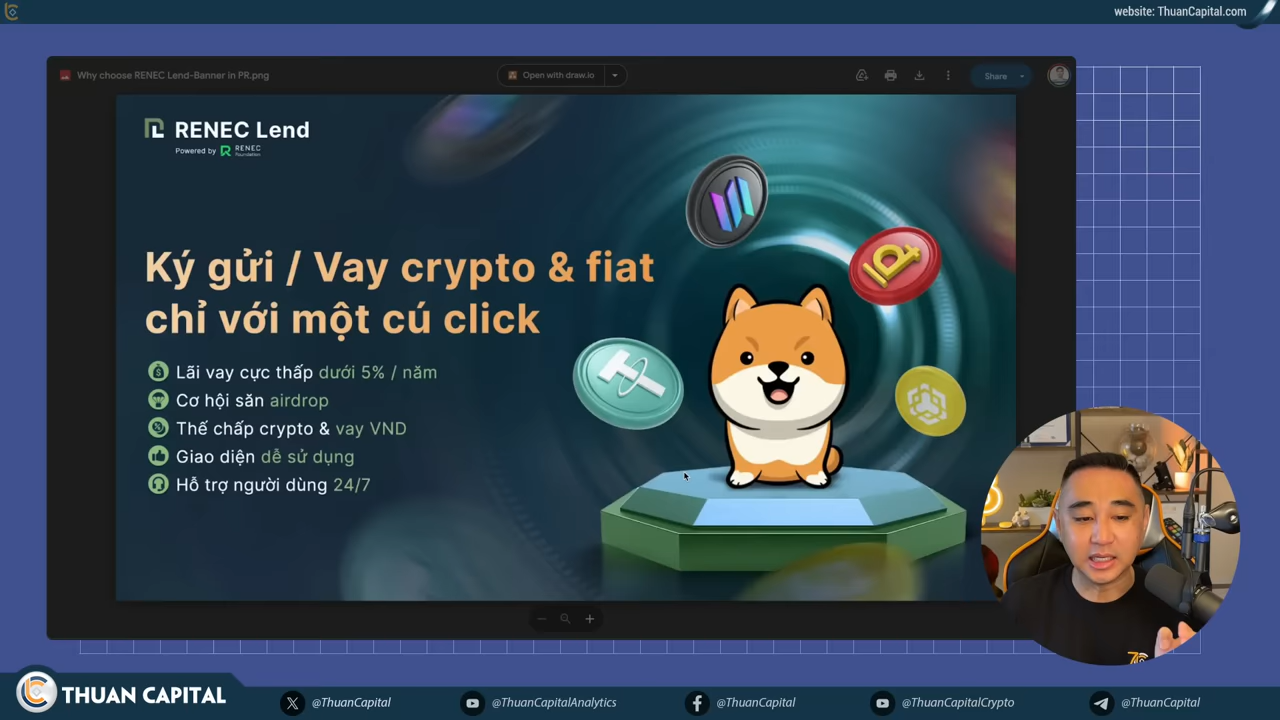 website: ThuanCapital.com
Why choose RENEC Lend-Banner in PR.png
Open with draw.io
Share
RENEC Lend
Powered by RENEC Foundation
Ký gửi / Vay crypto & fiat
chỉ với một cú click
Lãi vay cực thấp dưới 5% / năm
Cơ hội săn airdrop
Thế chấp crypto & vay VND
Giao diện dễ sử dụng
Hỗ trợ người dùng 24/7
THUAN CAPITAL
@ThuanCapital
@ThuanCapitalAnalytics
@ThuanCapital
@ThuanCapitalCrypto
@ThuanCapital